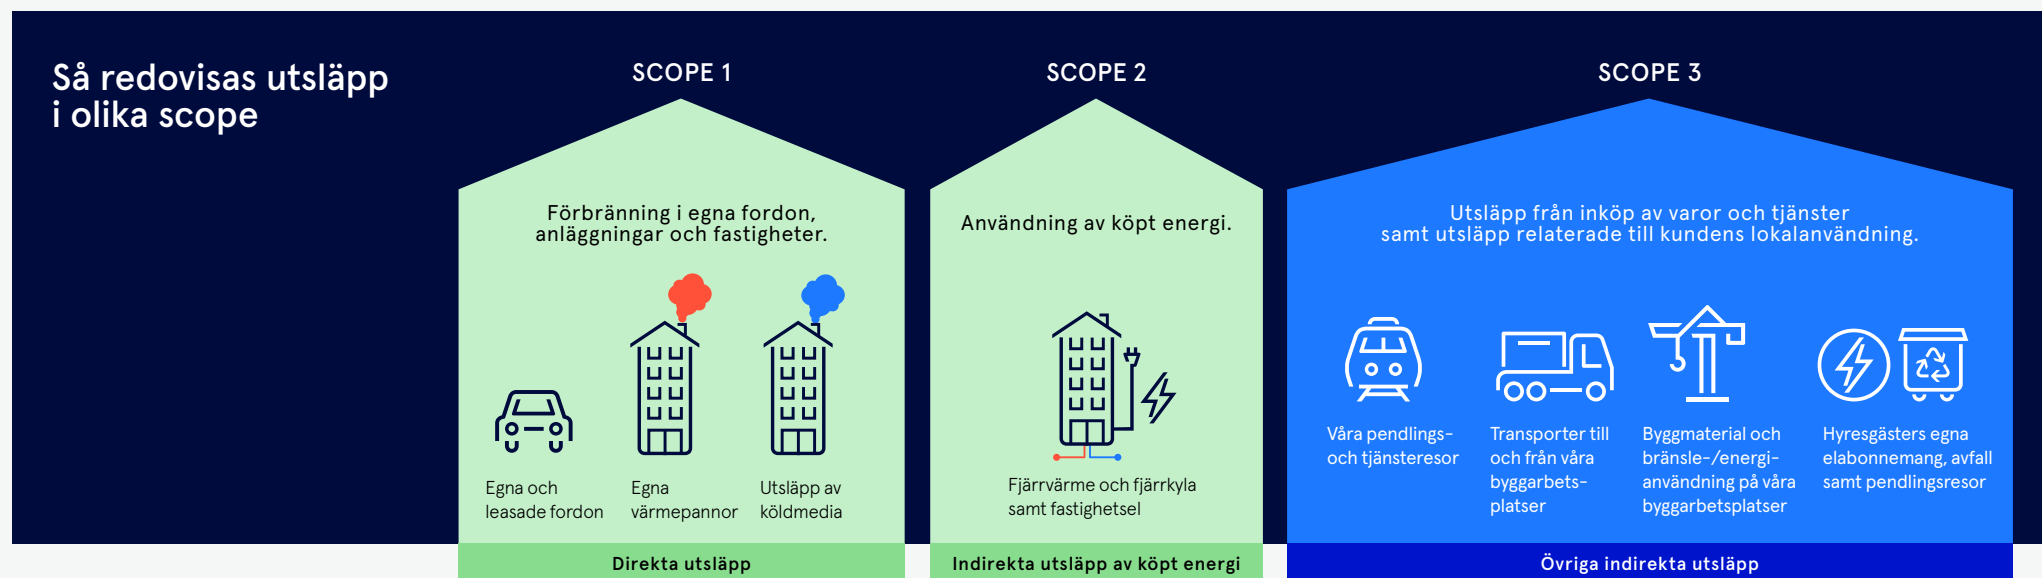 Så redovisas utsläpp
i olika scope
SCOPE 1
Förbränning i egna fordon,
anläggningar och fastigheter.
Egna och
leasade fordon
Egna
värmepannor
Utsläpp av
köldmedia
Direkta utsläpp
SCOPE 2
Användning av köpt energi.
Fjärrvärme och fjärrkyla
samt fastighetsel
Indirekta utsläpp av köpt energi
SCOPE 3
Utsläpp från inköp av varor och tjänster
samt utsläpp relaterade till kundens lokalanvändning.
Våra pendlings-
och tjänsteresor
Transporter till
och från våra
byggarbets-
platser
Byggmaterial och
bränsle-/energi-
användning på våra
byggarbetsplatser
Hyresgästers egna
elabonnemang, avfall
samt pendlingsresor
Övriga indirekta utsläpp